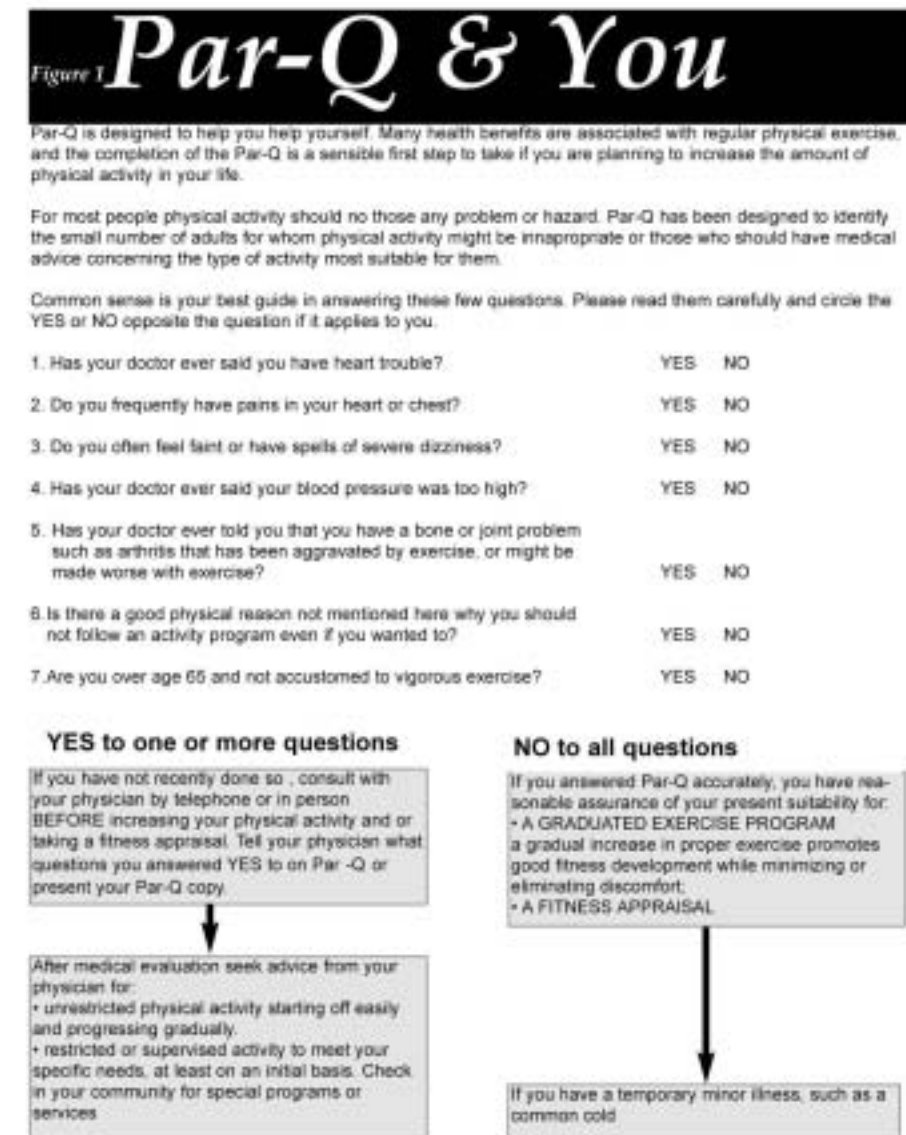 Figure 1 Par-Q & You
Par-Q is designed to help you help yourself. Many health benefits are associated with regular physical exercise,
and the completion of the Par-Q is a sensible first step to take if you are planning to increase the amount of
physical activity in your life.
For most people physical activity should no those any problem or hazard. Par-Q has been designed to identify
the small number of adults for whom physical activity might be innapropriate or those who should have medical
advice concerning the type of activity most suitable for them.
Common sense is your best guide in answering these few questions. Please read them carefully and circle the
YES or NO opposite the question if it applies to you.
1. Has your doctor ever said you have heart trouble? YES NO
2. Do you frequently have pains in your heart or chest? YES NO
3. Do you often feel faint or have spells of severe dizziness? YES NO
4. Has your doctor ever said your blood pressure was too high? YES NO
5. Has your doctor ever told you that you have a bone or joint problem
such as arthritis that has been aggravated by exercise, or might be
made worse with exercise? YES NO
6.Is there a good physical reason not mentioned here why you should
not follow an activity program even if you wanted to? YES NO
7.Are you over age 65 and not accustomed to vigorous exercise? YES NO
YES to one or more questions
If you have not recently done so , consult with
your physician by telephone or in person
BEFORE increasing your physical activity and or
taking a fitness appraisal. Tell your physician what
questions you answered YES to on Par -Q or
present your Par-Q copy.
After medical evaluation seek advice from your
physician for:
• unrestricted physical activity starting off easily
and progressing gradually.
• restricted or supervised activity to meet your
specific needs, at least on an initial basis. Check
in your community for special programs or
services
NO to all questions
If you answered Par-Q accurately, you have rea-
sonable assurance of your present suitability for:
• A GRADUATED EXERCISE PROGRAM
a gradual increase in proper exercise promotes
good fitness development while minimizing or
eliminating discomfort;
• A FITNESS APPRAISAL
If you have a temporary minor illness, such as a
common cold